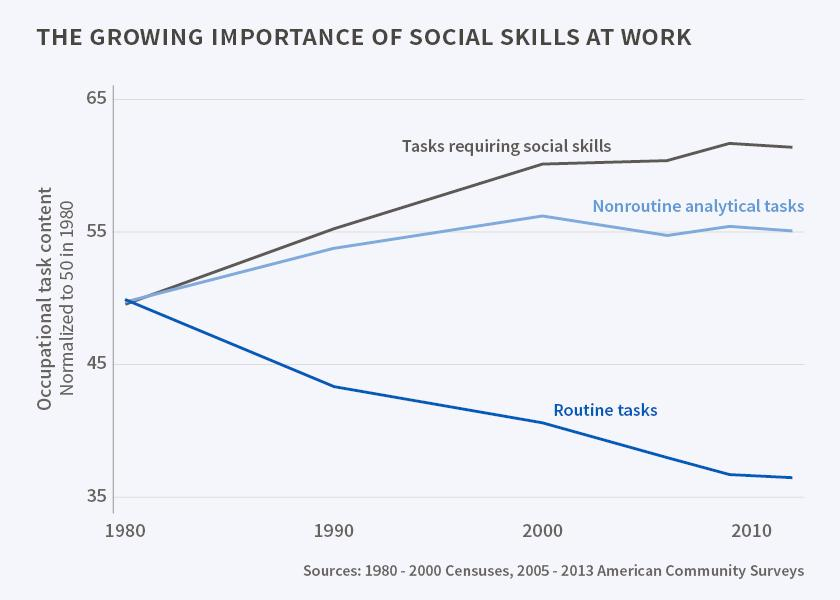 THE GROWING IMPORTANCE OF SOCIAL SKILLS AT WORK
65
55
45
35
Occupational task content
Normalized to 50 in 1980
Tasks requiring social skills
Nonroutine analytical tasks
Routine tasks
1980 1990 2000 2010
Sources: 1980 - 2000 Censuses, 2005 - 2013 American Community Surveys